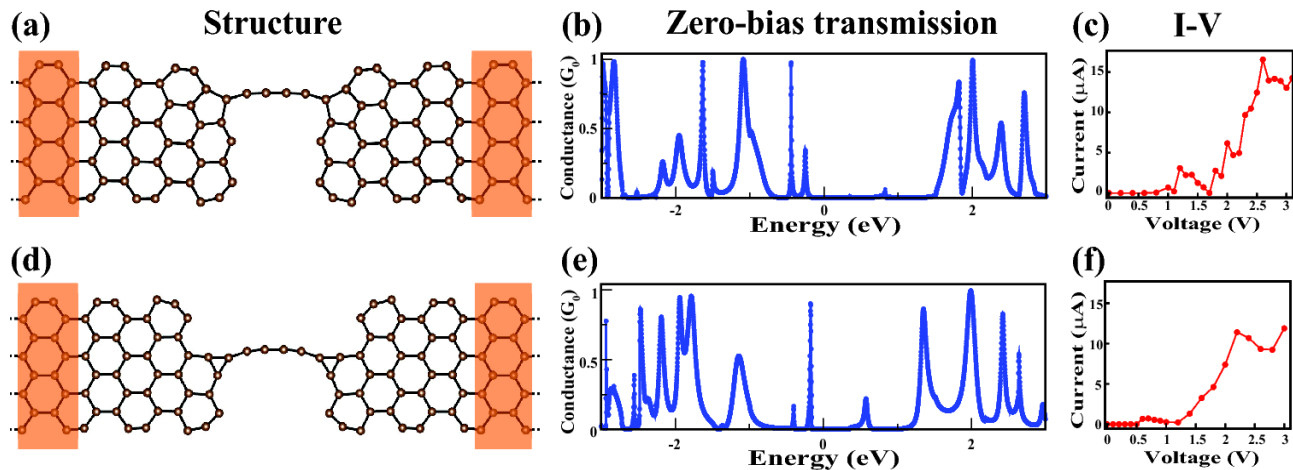 (a) Structure (b) Zero-bias transmission (c) I-V
Conductance (G₀)
1
0.5
0
-2 0 2
Energy (eV)
Current (μA)
15
10
5
0
0 0.5 1 1.5 2 2.5 3
Voltage (V)
(d) (e) (f)
Conductance (G₀)
1
0.5
0
-2 0 2
Energy (eV)
Current (μA)
15
10
5
0
0 0.5 1 1.5 2 2.5 3
Voltage (V)